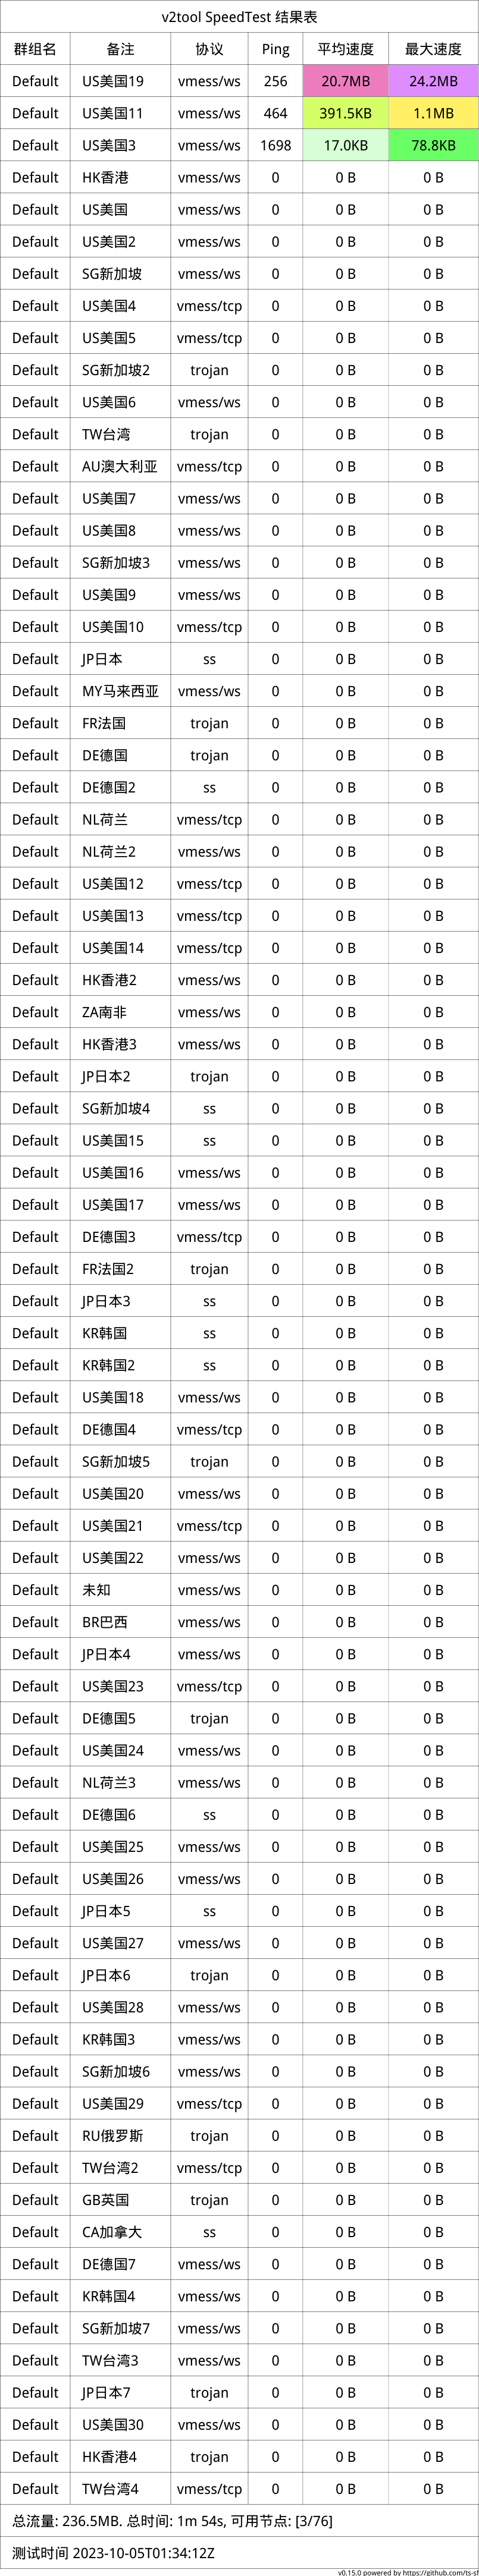 v2tool SpeedTest 结果表
群组名 备注 协议 Ping 平均速度 最大速度
Default US美国19 vmess/ws 256 20.7MB 24.2MB
Default US美国11 vmess/ws 464 391.5KB 1.1MB
Default US美国3 vmess/ws 1698 17.0KB 78.8KB
Default HK香港 vmess/ws 0 0 B 0 B
Default US美国 vmess/ws 0 0 B 0 B
Default US美国2 vmess/ws 0 0 B 0 B
Default SG新加坡 vmess/ws 0 0 B 0 B
Default US美国4 vmess/tcp 0 0 B 0 B
Default US美国5 vmess/tcp 0 0 B 0 B
Default SG新加坡2 trojan 0 0 B 0 B
Default US美国6 vmess/ws 0 0 B 0 B
Default TW台湾 trojan 0 0 B 0 B
Default AU澳大利亚 vmess/tcp 0 0 B 0 B
Default US美国7 vmess/ws 0 0 B 0 B
Default US美国8 vmess/ws 0 0 B 0 B
Default SG新加坡3 vmess/ws 0 0 B 0 B
Default US美国9 vmess/ws 0 0 B 0 B
Default US美国10 vmess/tcp 0 0 B 0 B
Default JP日本 ss 0 0 B 0 B
Default MY马来西亚 vmess/ws 0 0 B 0 B
Default FR法国 trojan 0 0 B 0 B
Default DE德国 trojan 0 0 B 0 B
Default DE德国2 ss 0 0 B 0 B
Default NL荷兰 vmess/tcp 0 0 B 0 B
Default NL荷兰2 vmess/ws 0 0 B 0 B
Default US美国12 vmess/tcp 0 0 B 0 B
Default US美国13 vmess/tcp 0 0 B 0 B
Default US美国14 vmess/tcp 0 0 B 0 B
Default HK香港2 vmess/ws 0 0 B 0 B
Default ZA南非 vmess/ws 0 0 B 0 B
Default HK香港3 vmess/ws 0 0 B 0 B
Default JP日本2 trojan 0 0 B 0 B
Default SG新加坡4 ss 0 0 B 0 B
Default US美国15 ss 0 0 B 0 B
Default US美国16 vmess/ws 0 0 B 0 B
Default US美国17 vmess/ws 0 0 B 0 B
Default DE德国3 vmess/tcp 0 0 B 0 B
Default FR法国2 trojan 0 0 B 0 B
Default JP日本3 ss 0 0 B 0 B
Default KR韩国 ss 0 0 B 0 B
Default KR韩国2 ss 0 0 B 0 B
Default US美国18 vmess/ws 0 0 B 0 B
Default DE德国4 vmess/tcp 0 0 B 0 B
Default SG新加坡5 trojan 0 0 B 0 B
Default US美国20 vmess/ws 0 0 B 0 B
Default US美国21 vmess/tcp 0 0 B 0 B
Default US美国22 vmess/ws 0 0 B 0 B
Default 未知 vmess/ws 0 0 B 0 B
Default BR巴西 vmess/ws 0 0 B 0 B
Default JP日本4 vmess/ws 0 0 B 0 B
Default US美国23 vmess/tcp 0 0 B 0 B
Default DE德国5 trojan 0 0 B 0 B
Default US美国24 vmess/ws 0 0 B 0 B
Default NL荷兰3 vmess/ws 0 0 B 0 B
Default DE德国6 ss 0 0 B 0 B
Default US美国25 vmess/ws 0 0 B 0 B
Default US美国26 vmess/ws 0 0 B 0 B
Default JP日本5 ss 0 0 B 0 B
Default US美国27 vmess/ws 0 0 B 0 B
Default JP日本6 trojan 0 0 B 0 B
Default US美国28 vmess/ws 0 0 B 0 B
Default KR韩国3 vmess/ws 0 0 B 0 B
Default SG新加坡6 vmess/ws 0 0 B 0 B
Default US美国29 vmess/tcp 0 0 B 0 B
Default RU俄罗斯 trojan 0 0 B 0 B
Default TW台湾2 vmess/tcp 0 0 B 0 B
Default GB英国 trojan 0 0 B 0 B
Default CA加拿大 ss 0 0 B 0 B
Default DE德国7 vmess/ws 0 0 B 0 B
Default KR韩国4 vmess/ws 0 0 B 0 B
Default SG新加坡7 vmess/ws 0 0 B 0 B
Default TW台湾3 vmess/ws 0 0 B 0 B
Default JP日本7 trojan 0 0 B 0 B
Default US美国30 vmess/ws 0 0 B 0 B
Default HK香港4 trojan 0 0 B 0 B
Default TW台湾4 vmess/tcp 0 0 B 0 B
总流量: 236.5MB. 总时间: 1m 54s, 可用节点: [3/76]
测试时间 2023-10-05T01:34:12Z
v0.15.0 powered by https://github.com/ts-sf